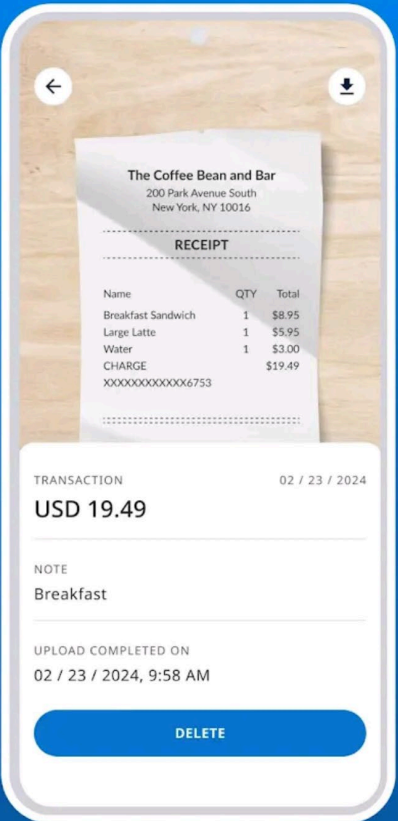 The Coffee Bean and Bar
200 Park Avenue South
New York, NY 10016
RECEIPT
Name QTY Total
Breakfast Sandwich 1 $8.95
Large Latte 1 $5.95
Water 1 $3.00
CHARGE $19.49
XXXXXXXXXXXX6753
TRANSACTION 02 / 23 / 2024
USD 19.49
NOTE
Breakfast
UPLOAD COMPLETED ON
02 / 23 / 2024, 9:58 AM
DELETE